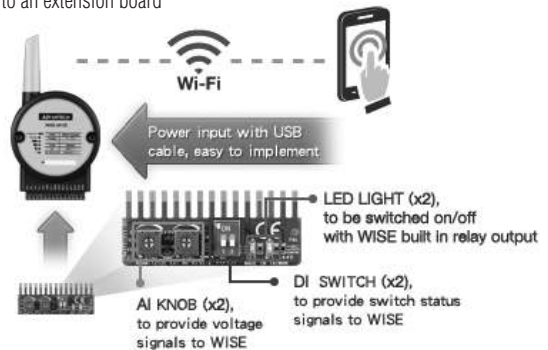 to an extension board
Wi-Fi
ADVANTECH
Power input with USB
cable, easy to implement
ON
CE
LED LIGHT (x2),
to be switched on/off
with WISE built in relay output
DI SWITCH (x2),
to provide switch status
signals to WISE
AI KNOB (x2),
to provide voltage
signals to WISE